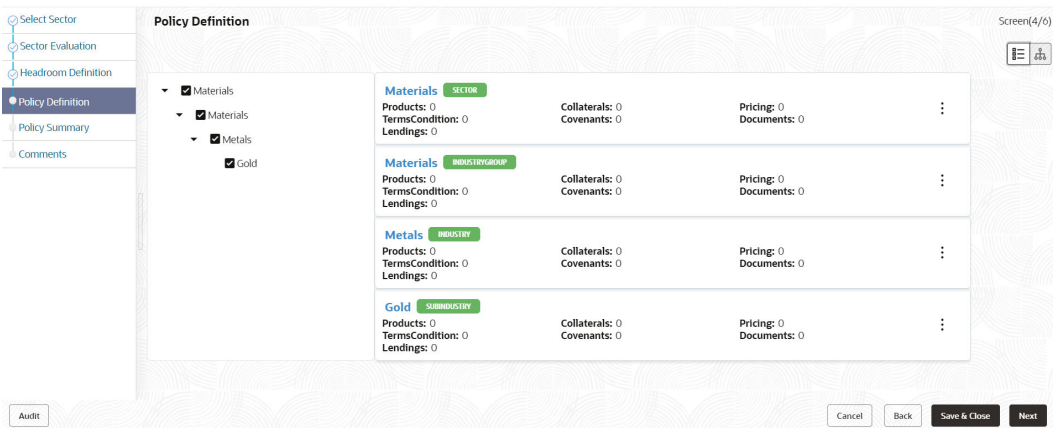 Select Sector
Sector Evaluation
Headroom Definition
Policy Definition
Policy Summary
Comments
Policy Definition
Screen(4/6)
Materials
Materials
Metals
Gold
Materials SECTOR
Products: 0 Collaterals: 0 Pricing: 0
TermsCondition: 0 Covenants: 0 Documents: 0
Lendings: 0
Materials INDUSTRYGROUP
Products: 0 Collaterals: 0 Pricing: 0
TermsCondition: 0 Covenants: 0 Documents: 0
Lendings: 0
Metals INDUSTRY
Products: 0 Collaterals: 0 Pricing: 0
TermsCondition: 0 Covenants: 0 Documents: 0
Lendings: 0
Gold SUBINDUSTRY
Products: 0 Collaterals: 0 Pricing: 0
TermsCondition: 0 Covenants: 0 Documents: 0
Lendings: 0
Audit Cancel Back Save & Close Next